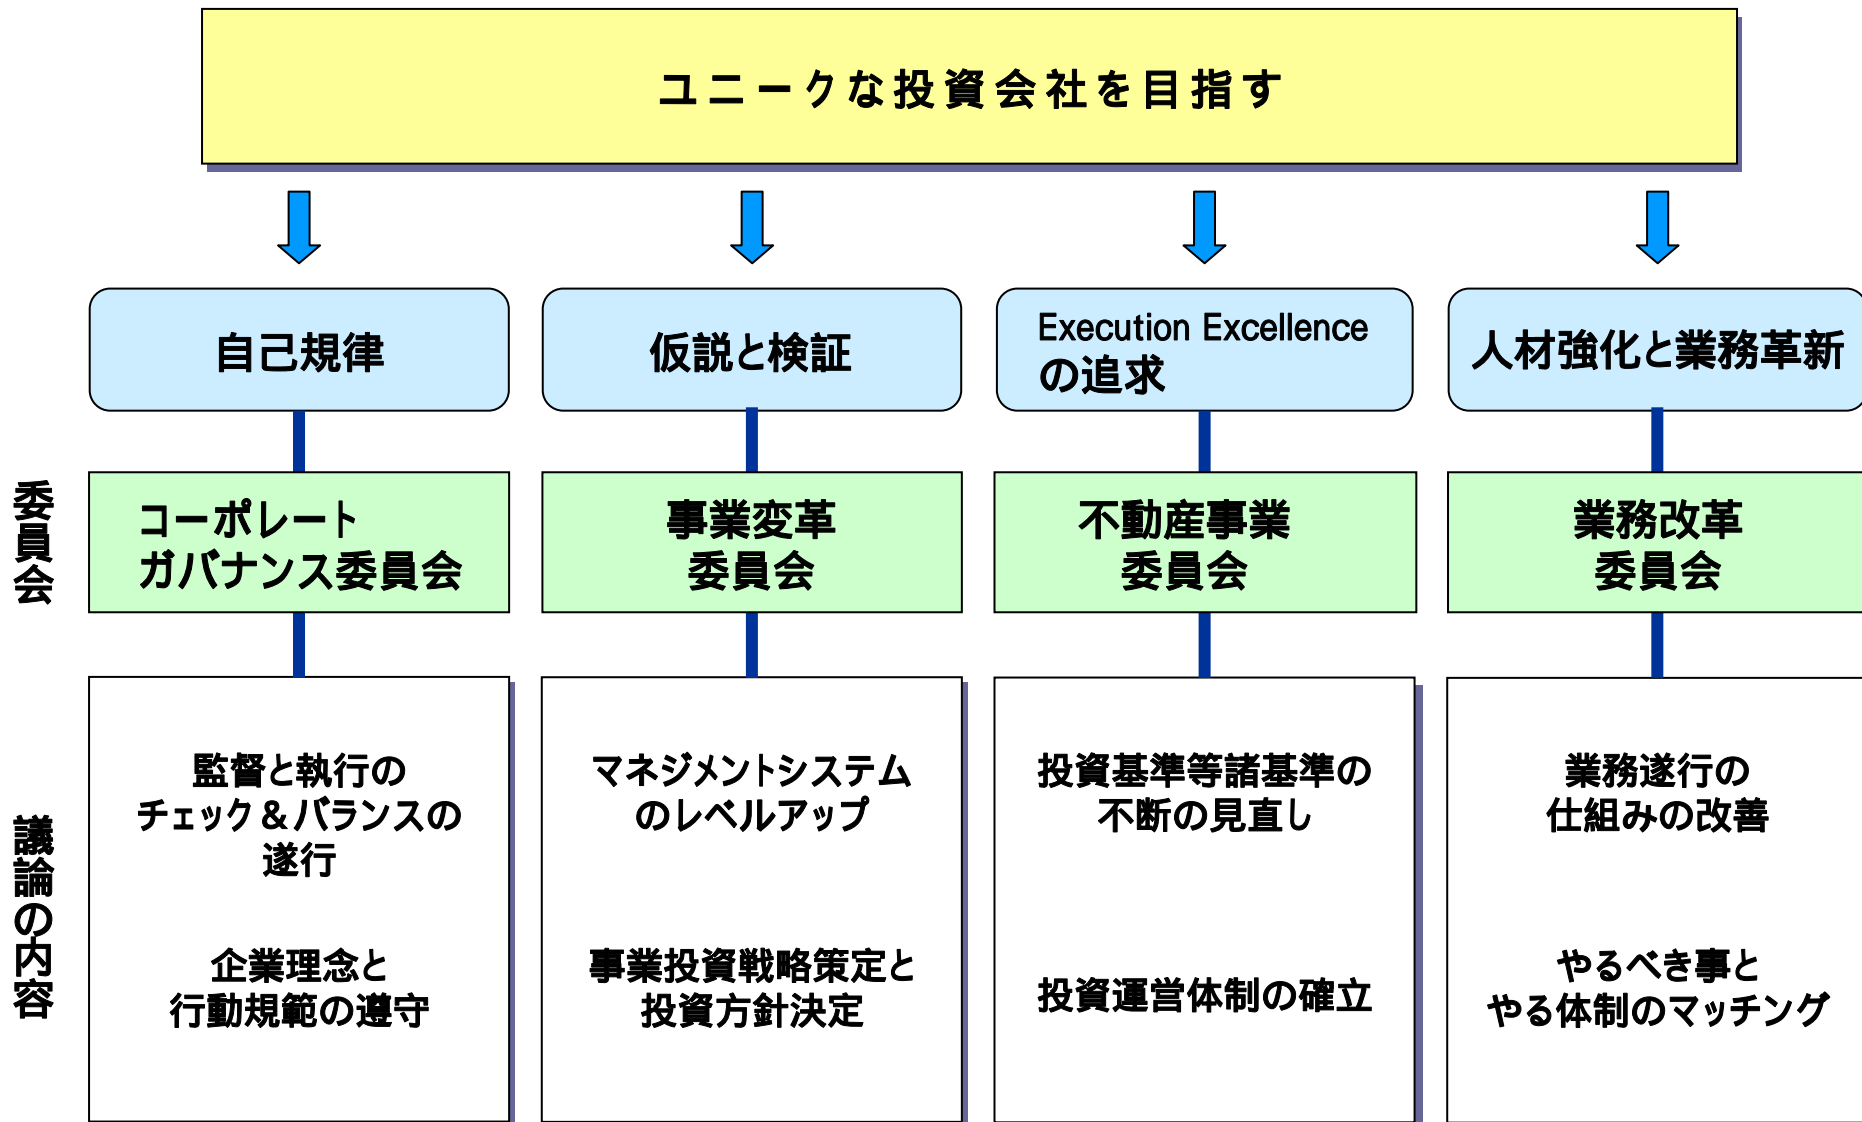 ユニークな投資会社を目指す
自己規律
仮説と検証
Execution Excellence
の追求
人材強化と業務革新
委員会
コーポレート
ガバナンス委員会
事業変革
委員会
不動産事業
委員会
業務改革
委員会
議論の内容
監督と執行の
チェック&バランスの
遂行
企業理念と
行動規範の遵守
マネジメントシステム
のレベルアップ
事業投資戦略策定と
投資方針決定
投資基準等諸基準の
不断の見直し
投資運営体制の確立
業務遂行の
仕組みの改善
やるべき事と
やる体制のマッチング